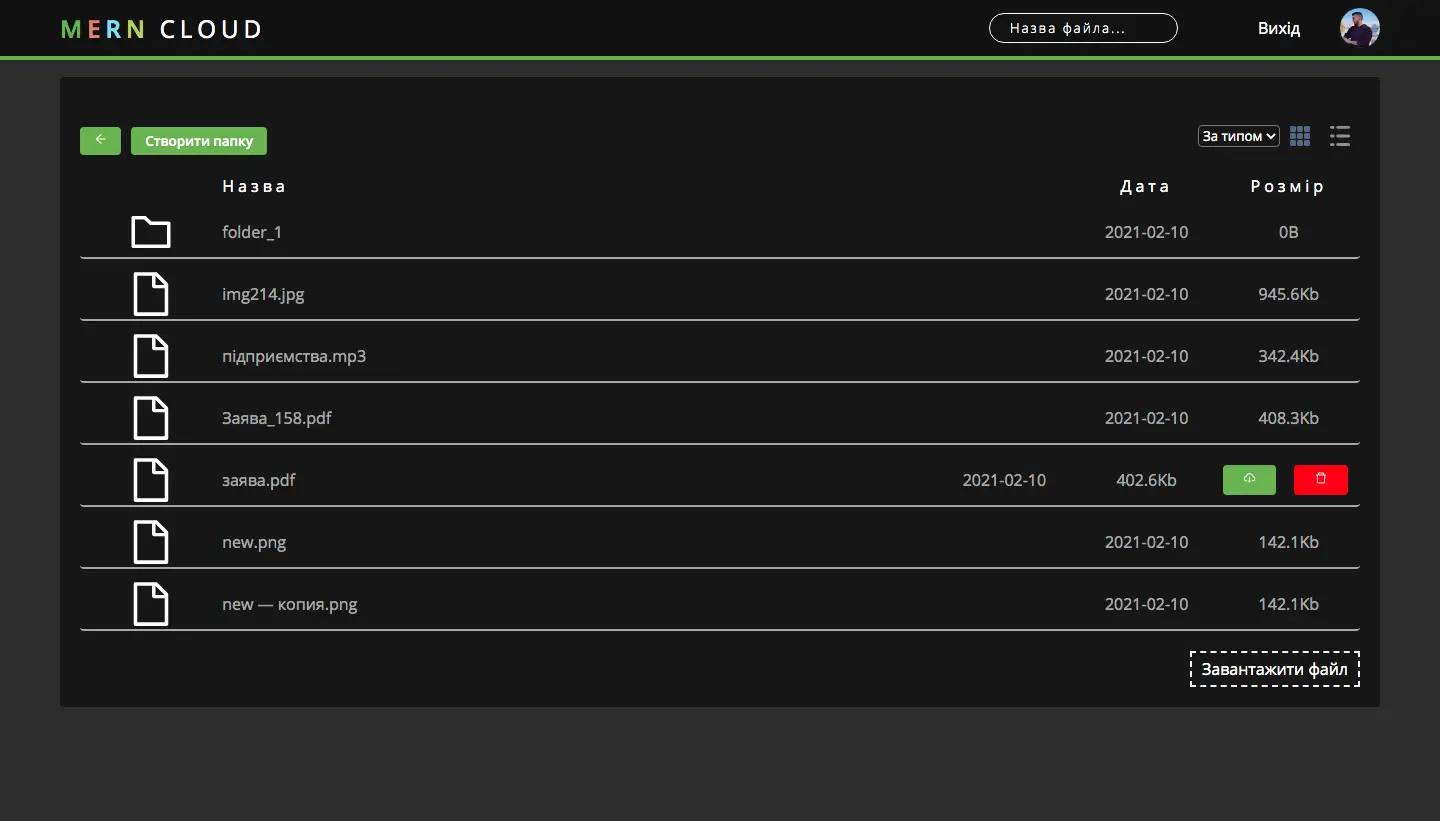 MERN CLOUD
Назва файла...
Вихід
Створити папку
За типом
Назва Дата Розмір
folder_1 2021-02-10 0B
img214.jpg 2021-02-10 945.6Kb
підприємства.mp3 2021-02-10 342.4Kb
Заява_158.pdf 2021-02-10 408.3Kb
заява.pdf 2021-02-10 402.6Kb
new.png 2021-02-10 142.1Kb
new — копия.png 2021-02-10 142.1Kb
Завантажити файл